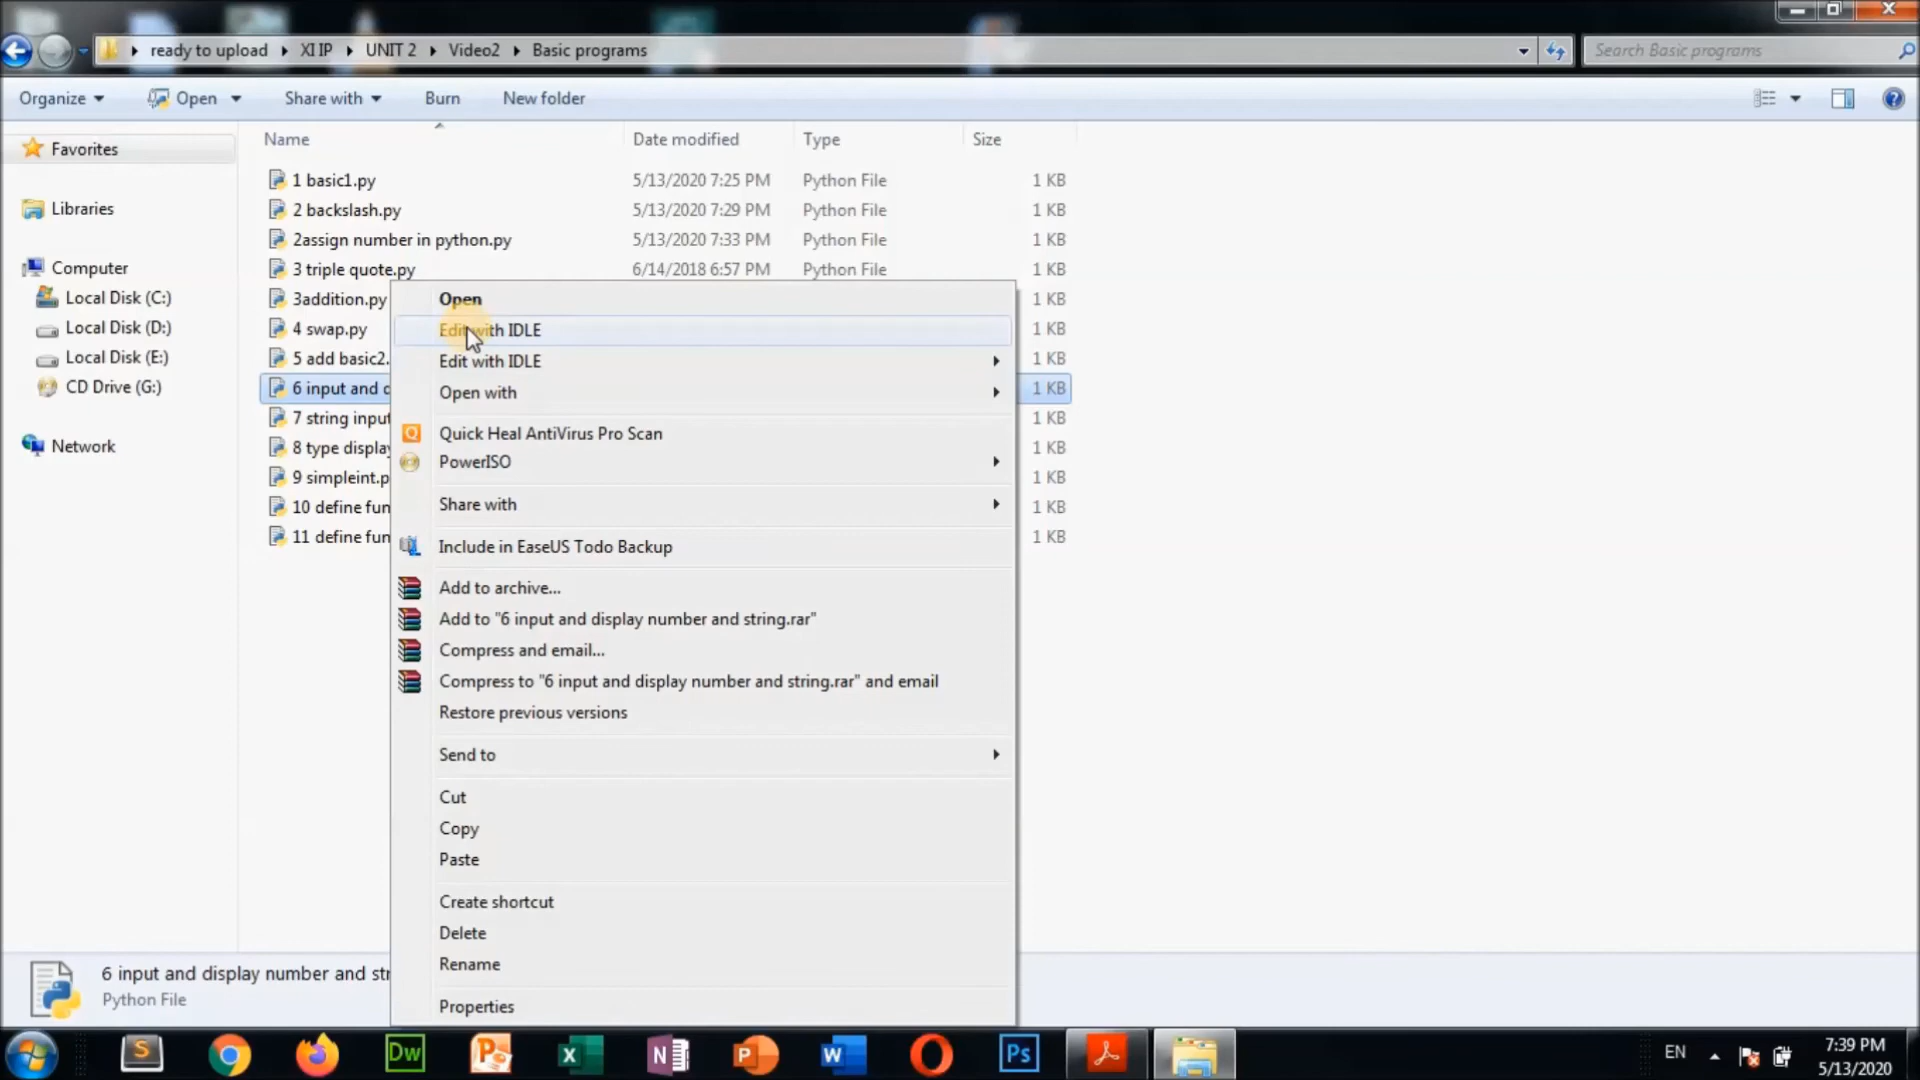 ready to upload XI IP UNIT 2 Video2 Basic programs
Search Basic programs
Organize Open Share with Burn New folder
Name Date modified Type Size
Favorites
Libraries
Computer
Local Disk (C:)
Local Disk (D:)
Local Disk (E:)
CD Drive (G:)
Network
1 basic1.py 5/13/2020 7:25 PM Python File 1 KB
2 backslash.py 5/13/2020 7:29 PM Python File 1 KB
2assign number in python.py 5/13/2020 7:33 PM Python File 1 KB
3 triple quote.py 6/14/2018 6:57 PM Python File 1 KB
3addition.py 1 KB
4 swap.py 1 KB
5 add basic2. 1 KB
6 input and 1 KB
7 string input 1 KB
8 type display 1 KB
9 simpleint.p 1 KB
10 define fun 1 KB
11 define fun 1 KB
Open
Edit with IDLE
Edit with IDLE
Open with
Quick Heal AntiVirus Pro Scan
PowerISO
Share with
Include in EaseUS Todo Backup
Add to archive...
Add to "6 input and display number and string.rar"
Compress and email...
Compress to "6 input and display number and string.rar" and email
Restore previous versions
Send to
Cut
Copy
Paste
Create shortcut
Delete
Rename
Properties
6 input and display number and str
Python File
S Dw Po X N P W O Ps
EN
7:39 PM
5/13/2020